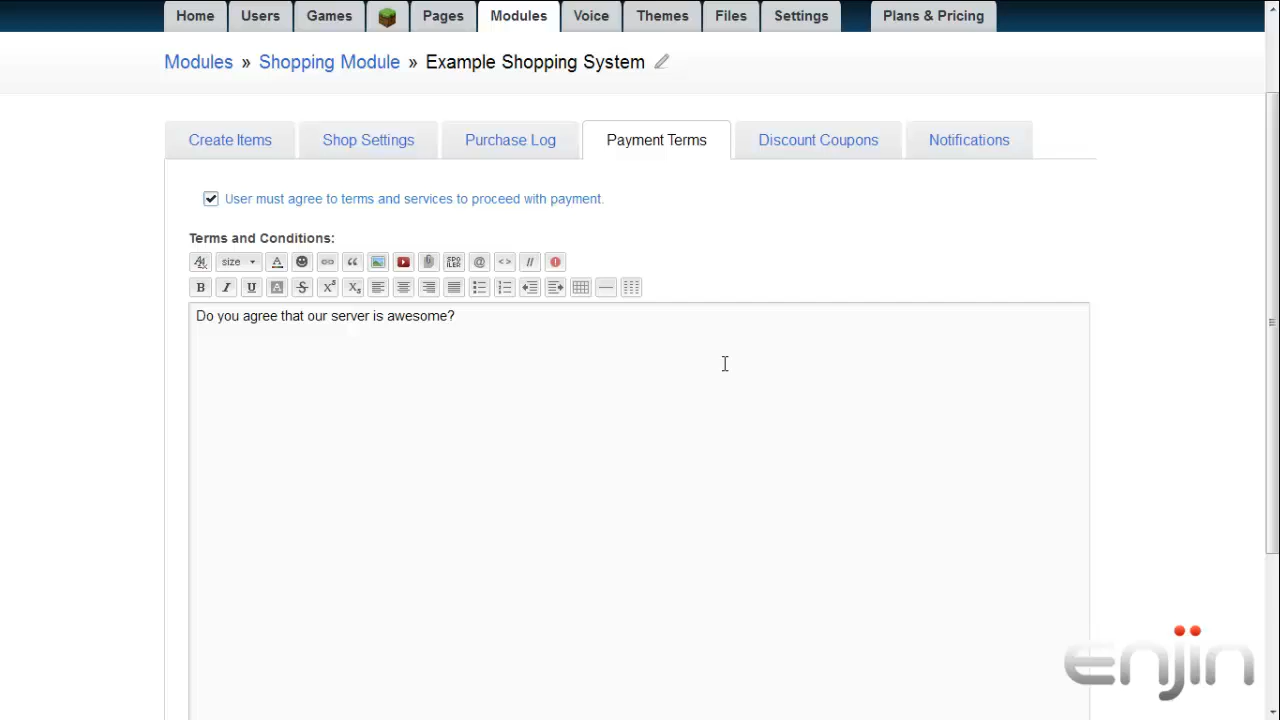 Home Users Games Pages Modules Voice Themes Files Settings Plans & Pricing
Modules » Shopping Module » Example Shopping System
Create Items Shop Settings Purchase Log Payment Terms Discount Coupons Notifications
User must agree to terms and services to proceed with payment.
Terms and Conditions:
size A @ <> //
B I U A S X² X₂
Do you agree that our server is awesome?
enjin